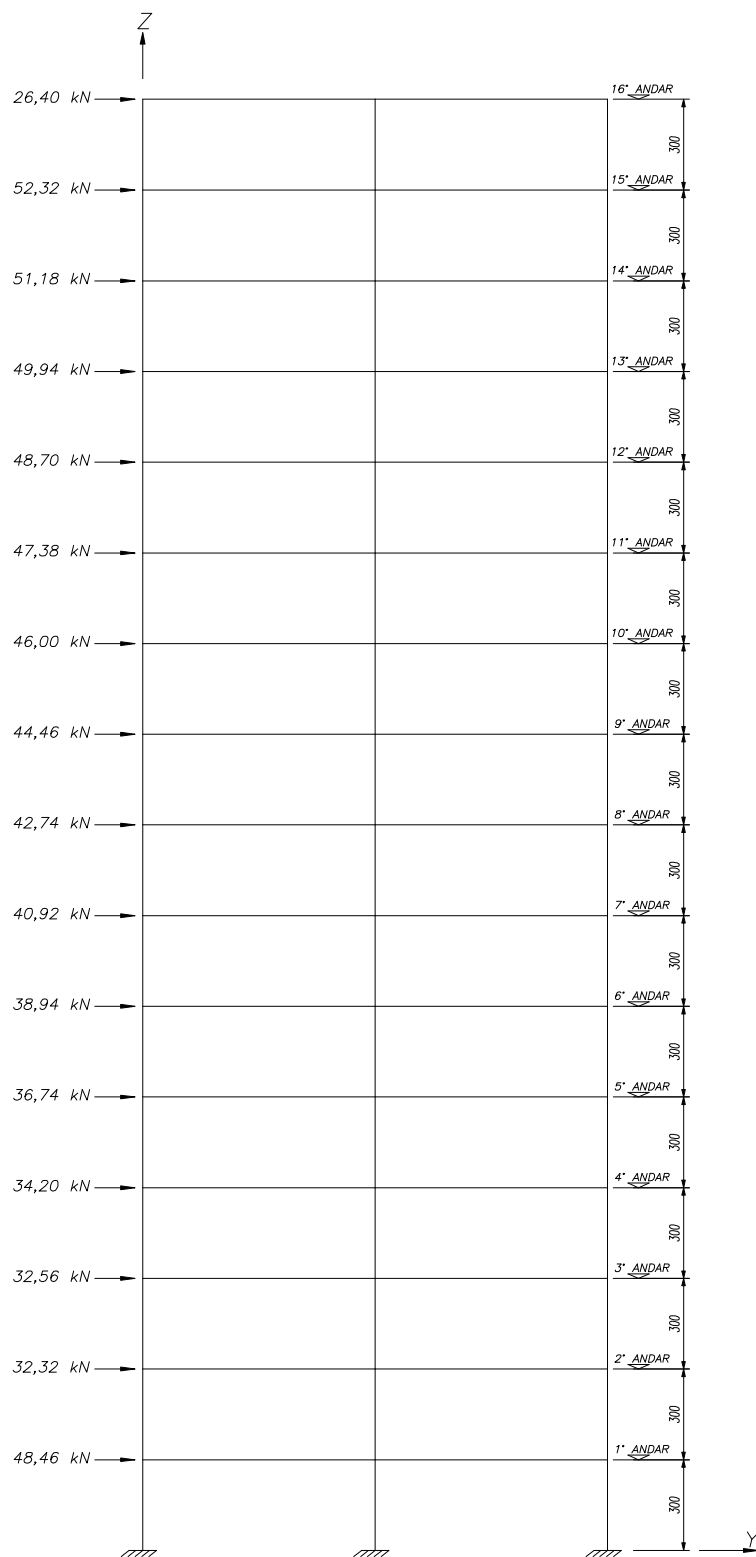 Z
26,40 kN
16° ANDAR
300
52,32 kN
15° ANDAR
300
51,18 kN
14° ANDAR
300
49,94 kN
13° ANDAR
300
48,70 kN
12° ANDAR
300
47,38 kN
11° ANDAR
300
46,00 kN
10° ANDAR
300
44,46 kN
9° ANDAR
300
42,74 kN
8° ANDAR
300
40,92 kN
7° ANDAR
300
38,94 kN
6° ANDAR
300
36,74 kN
5° ANDAR
300
34,20 kN
4° ANDAR
300
32,56 kN
3° ANDAR
300
32,32 kN
2° ANDAR
300
48,46 kN
1° ANDAR
300
Y